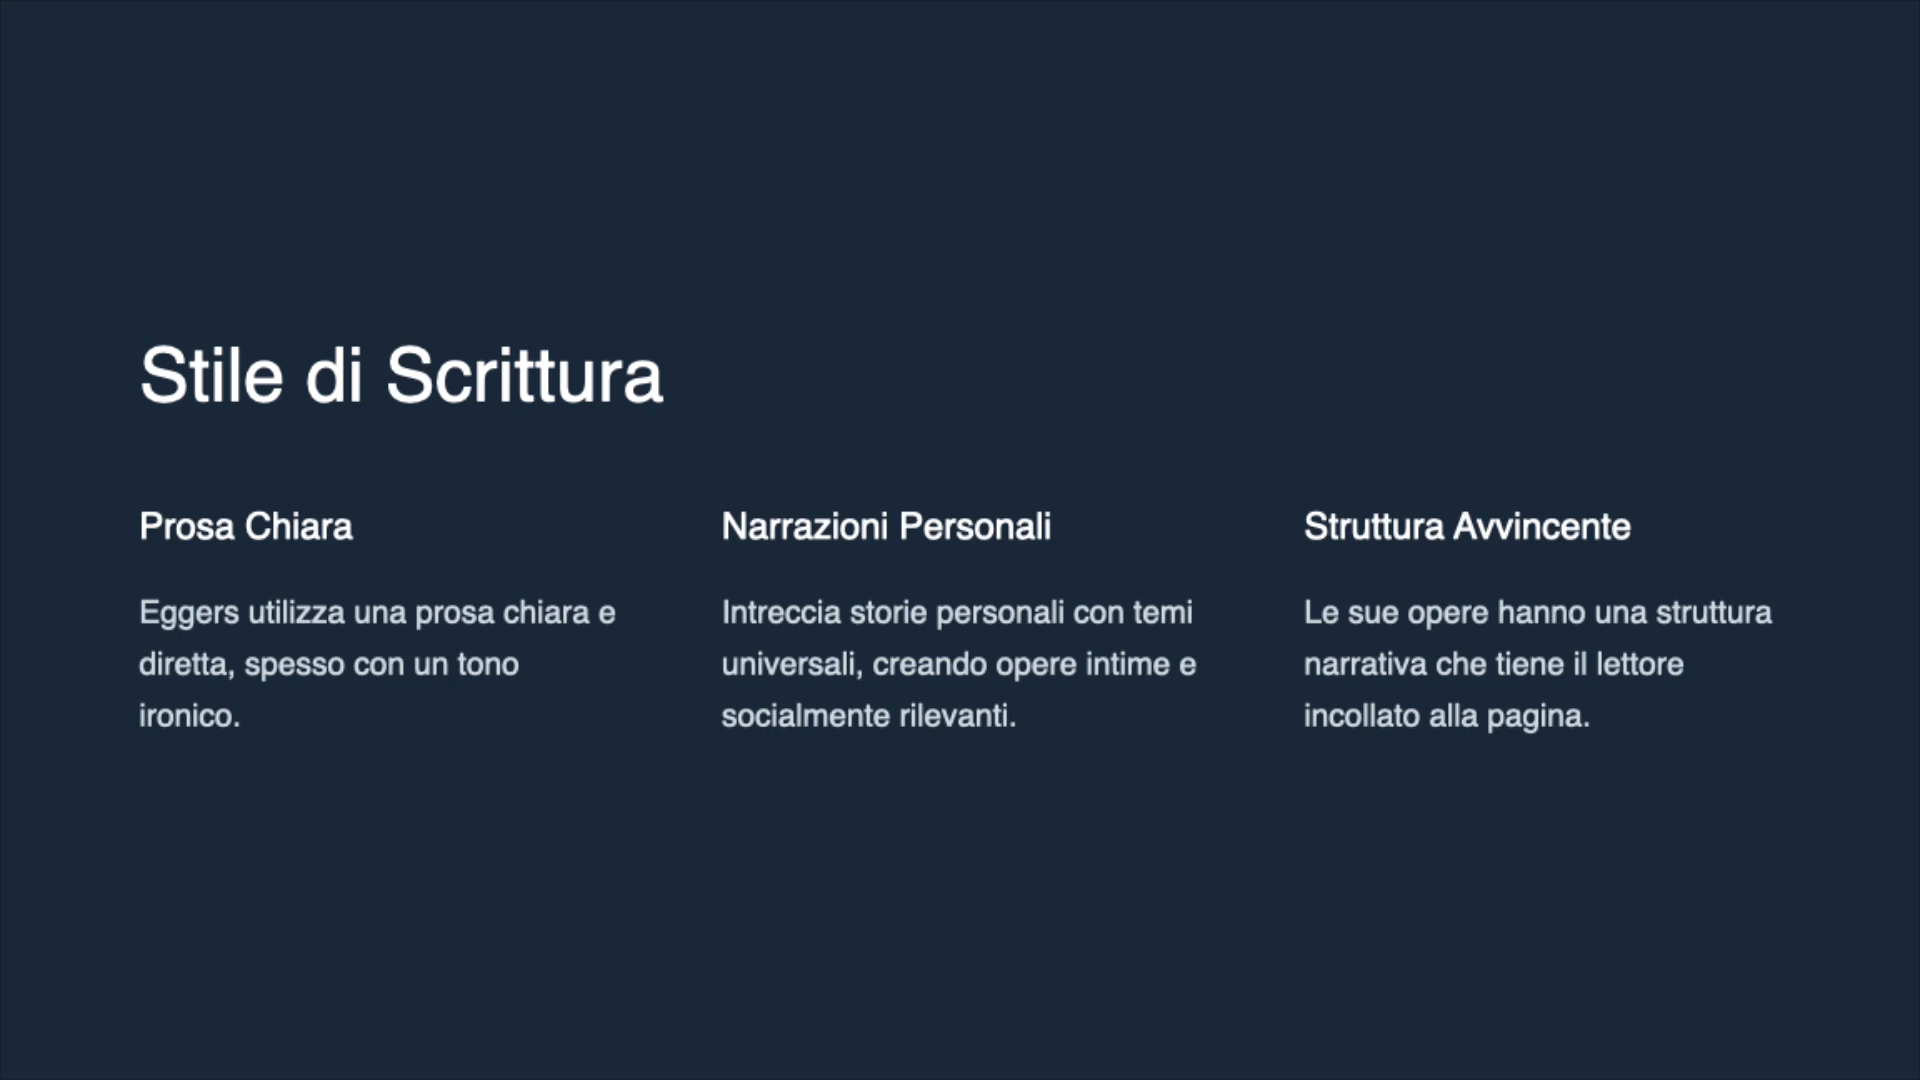 Stile di Scrittura
Prosa Chiara
Eggers utilizza una prosa chiara e
diretta, spesso con un tono
ironico.
Narrazioni Personali
Intreccia storie personali con temi
universali, creando opere intime e
socialmente rilevanti.
Struttura Avvincente
Le sue opere hanno una struttura
narrativa che tiene il lettore
incollato alla pagina.